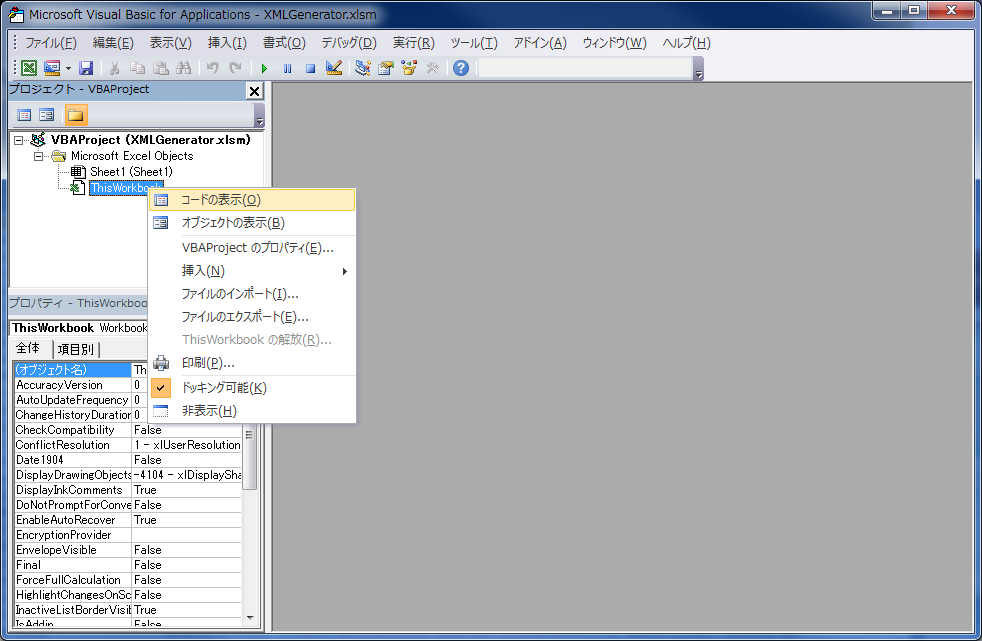 Microsoft Visual Basic for Applications - XMLGenerator.xlsm
ファイル(F) 編集(E) 表示(V) 挿入(I) 書式(O) デバッグ(D) 実行(R) ツール(T) アドイン(A) ウィンドウ(W) ヘルプ(H)
プロジェクト - VBAProject
VBAProject (XMLGenerator.xlsm)
Microsoft Excel Objects
Sheet1 (Sheet1)
ThisWorkbook
コードの表示(O)
オブジェクトの表示(B)
VBAProject のプロパティ(E)...
挿入(N)
ファイルのインポート(I)...
ファイルのエクスポート(E)...
ThisWorkbook の解放(R)...
印刷(P)...
ドッキング可能(K)
非表示(H)
プロパティ - ThisWorkboo
ThisWorkbook Workbook
全体 項目別
(オブジェクト名) Th
AccuracyVersion 0
AutoUpdateFrequency 0
ChangeHistoryDuration 0
CheckCompatibility False
ConflictResolution 1 - xlUserResolution
Date1904 False
DisplayDrawingObjects -4104 - xlDisplaySha
DisplayInkComments True
DoNotPromptForConve False
EnableAutoRecover True
EncryptionProvider
EnvelopeVisible False
Final False
ForceFullCalculation False
HighlightChangesOnSc False
InactiveListBorderVisib True
IsAddin False